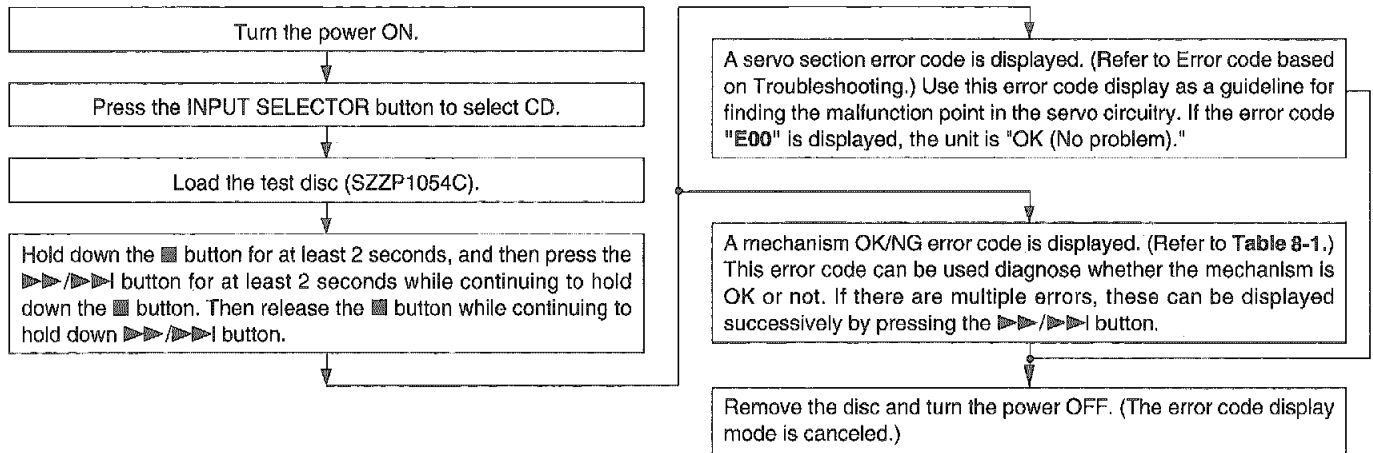 Turn the power ON.
Press the INPUT SELECTOR button to select CD.
Load the test disc (SZZP1054C).
Hold down the ■ button for at least 2 seconds, and then press the
▶▶/▶▶I button for at least 2 seconds while continuing to hold
down the ■ button. Then release the ■ button while continuing to
hold down ▶▶/▶▶I button.
A servo section error code is displayed. (Refer to Error code based
on Troubleshooting.) Use this error code display as a guideline for
finding the malfunction point in the servo circuitry. If the error code
"E00" is displayed, the unit is "OK (No problem)."
A mechanism OK/NG error code is displayed. (Refer to Table 8-1.)
This error code can be used diagnose whether the mechanism is
OK or not. If there are multiple errors, these can be displayed
successively by pressing the ▶▶/▶▶I button.
Remove the disc and turn the power OFF. (The error code display
mode is canceled.)